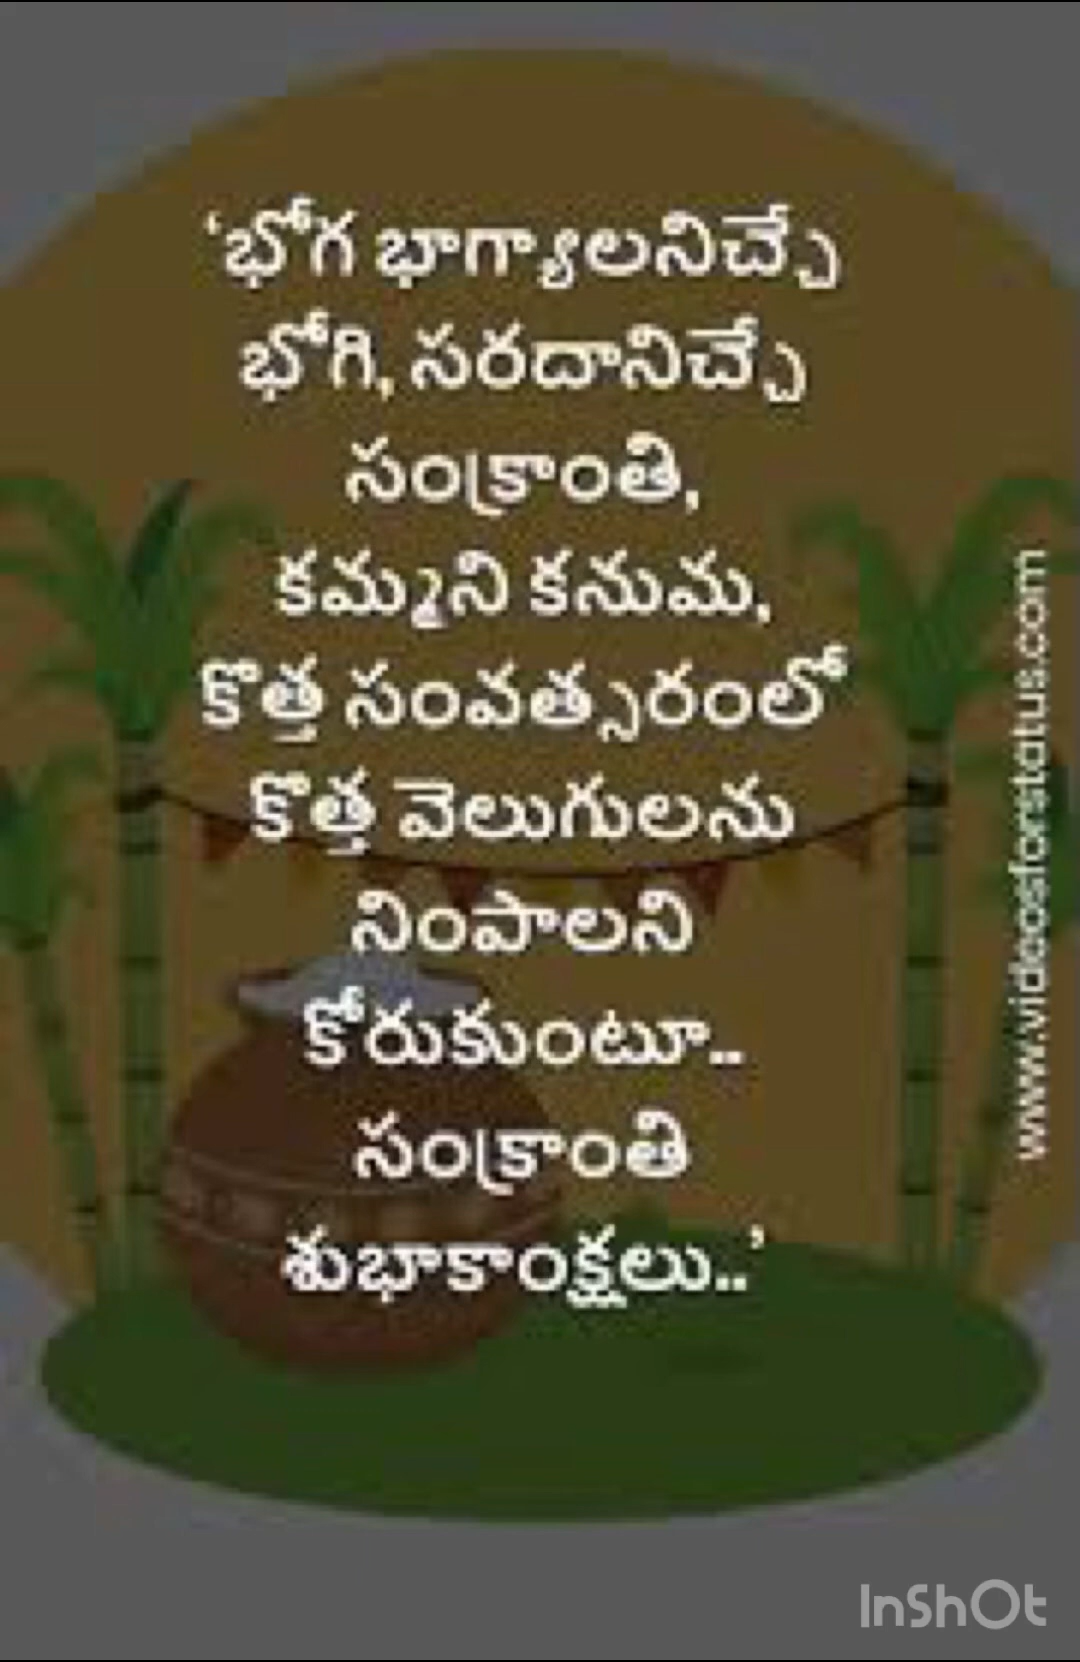 ‘భోగ భాగ్యాలనిచ్చే
భోగి, సరదానిచ్చే
సంక్రాంతి,
కమ్మని కనుమ,
కొత్త సంవత్సరంలో
కొత్త వెలుగులను
నింపాలని
కోరుకుంటూ..
సంక్రాంతి
శుభాకాంక్షలు..’
www.videosforstatus.com
InShOt